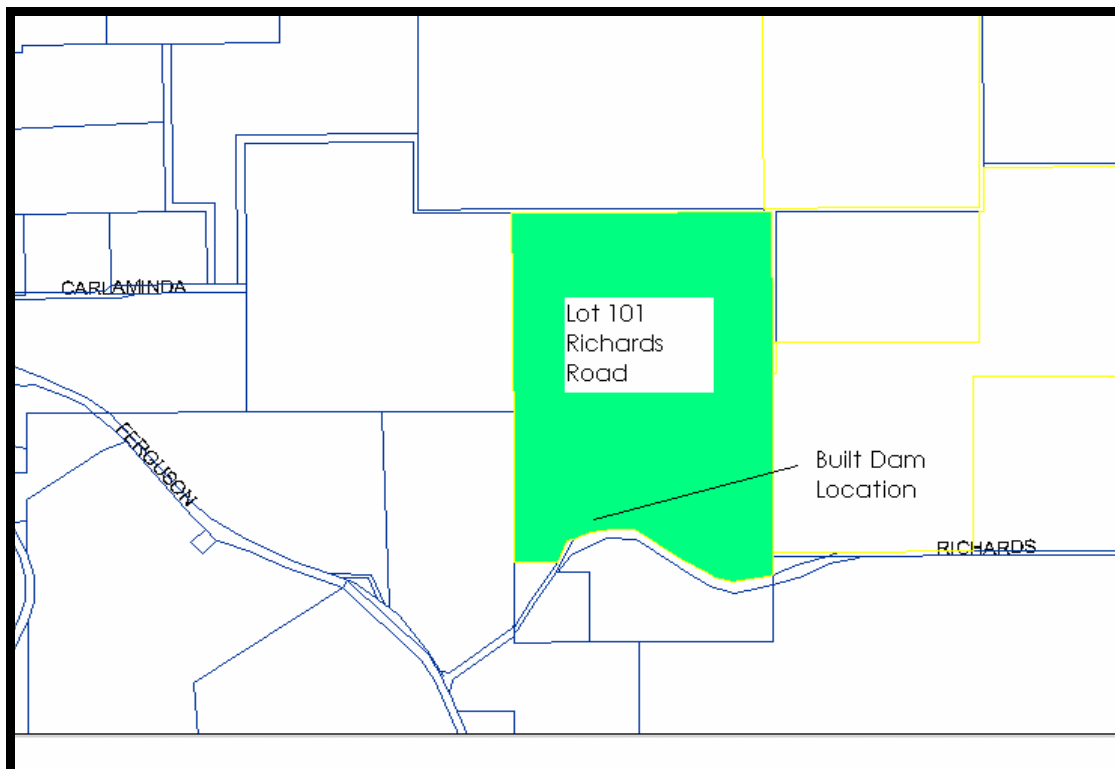 CARLAMINDA
Lot 101
Richards
Road
FERGUSON
Built Dam
Location
RICHARDS